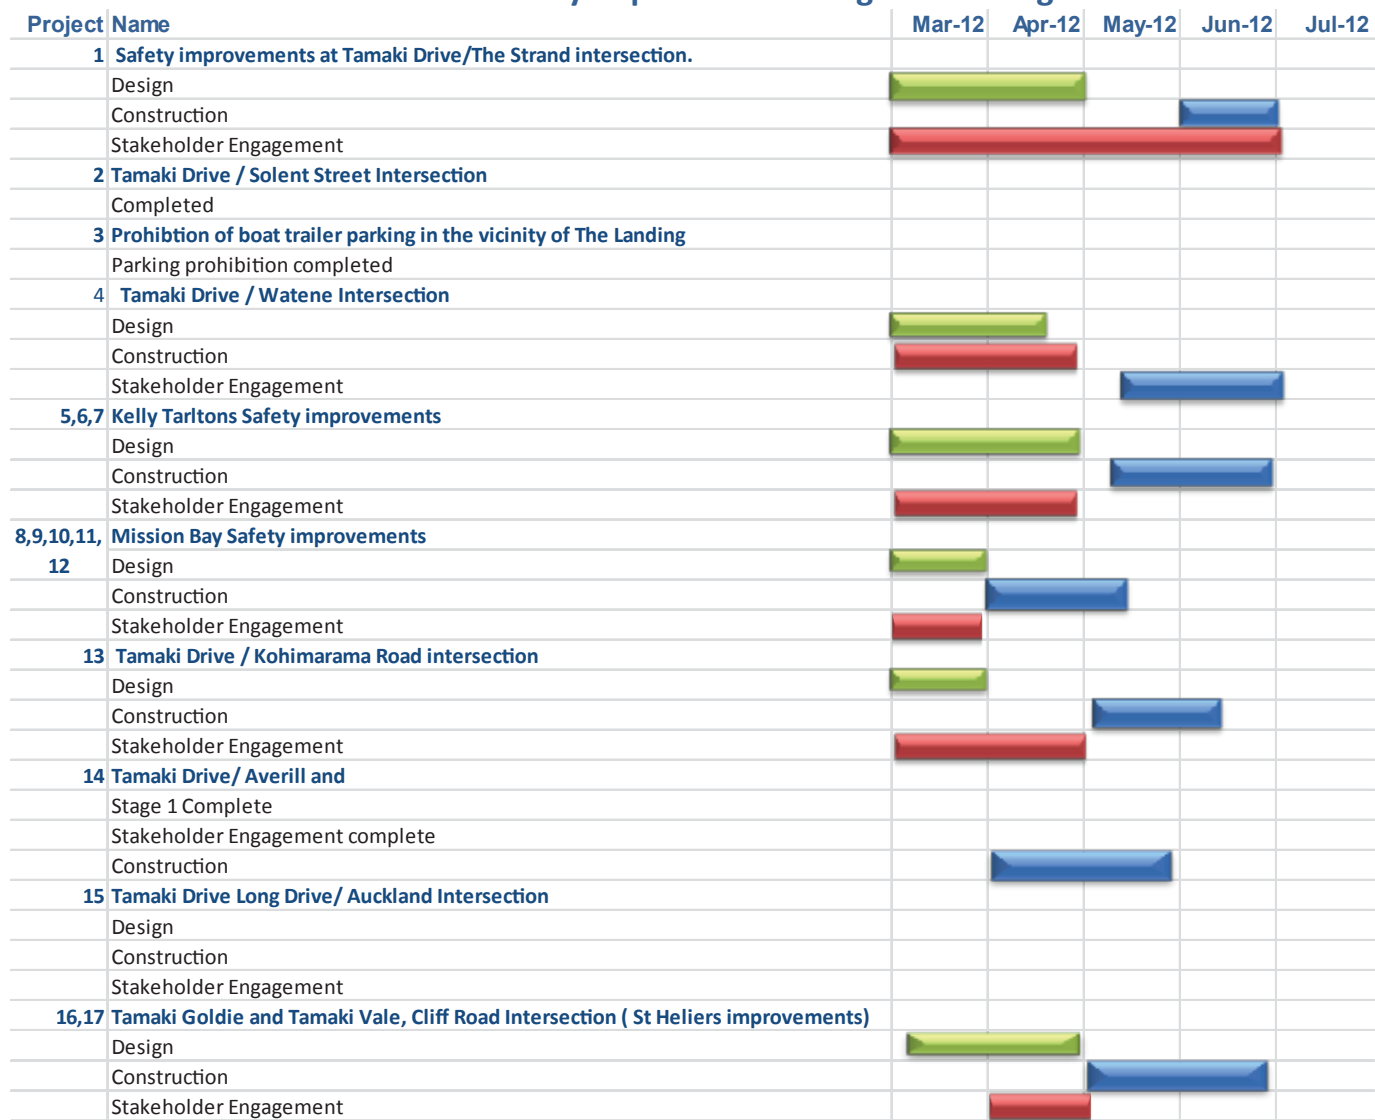 Project Name Mar-12 Apr-12 May-12 Jun-12 Jul-12
1 Safety improvements at Tamaki Drive/The Strand intersection.
Design
Construction
Stakeholder Engagement
2 Tamaki Drive / Solent Street Intersection
Completed
3 Prohibtion of boat trailer parking in the vicinity of The Landing
Parking prohibition completed
4 Tamaki Drive / Watene Intersection
Design
Construction
Stakeholder Engagement
5,6,7 Kelly Tarltons Safety improvements
Design
Construction
Stakeholder Engagement
8,9,10,11, Mission Bay Safety improvements
12 Design
Construction
Stakeholder Engagement
13 Tamaki Drive / Kohimarama Road intersection
Design
Construction
Stakeholder Engagement
14 Tamaki Drive/ Averill and
Stage 1 Complete
Stakeholder Engagement complete
Construction
15 Tamaki Drive Long Drive/ Auckland Intersection
Design
Construction
Stakeholder Engagement
16,17 Tamaki Goldie and Tamaki Vale, Cliff Road Intersection ( St Heliers improvements)
Design
Construction
Stakeholder Engagement